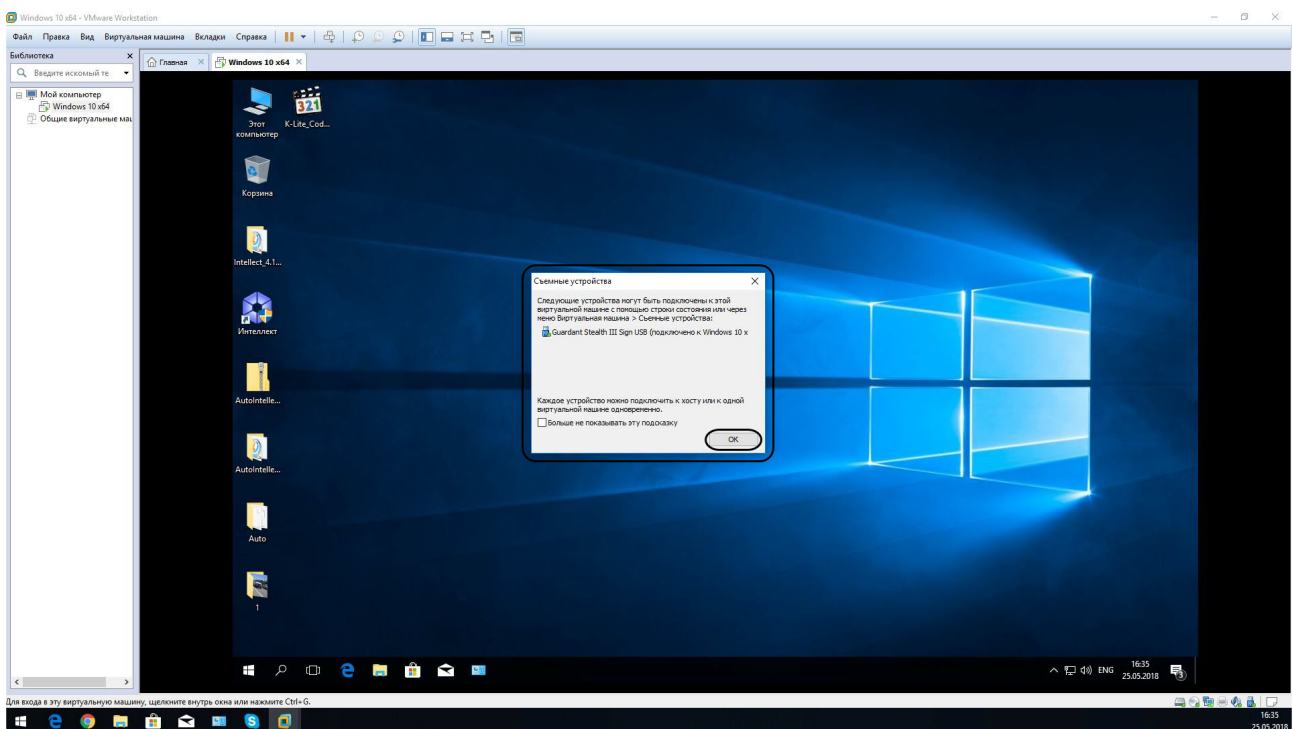 Windows 10 x64 - VMware Workstation
Файл Правка Вид Виртуальная машина Вкладки Справка
Библиотека
Введите искомый те
Мой компьютер
Windows 10 x64
Общие виртуальные маш
Главная
Windows 10 x64
Этот
компьютер
K-Lite_Cod...
321
Корзина
Intellect_4.1...
Интеллект
AutoIntelle...
AutoIntelle...
Auto
1
Съемные устройства
Следующие устройства могут быть подключены к этой
виртуальной машине с помощью строки состояния или через
меню Виртуальная машина > Съемные устройства:
Guardant Stealth III Sign USB (подключено к Windows 10 x
Каждое устройство можно подключить к хосту или к одной
виртуальной машине одновременно.
Больше не показывать эту подсказку
OK
ENG
16:35
25.05.2018
3
Для входа в эту виртуальную машину, щелкните внутрь окна или нажмите Ctrl+G.
16:35
25.05.2018